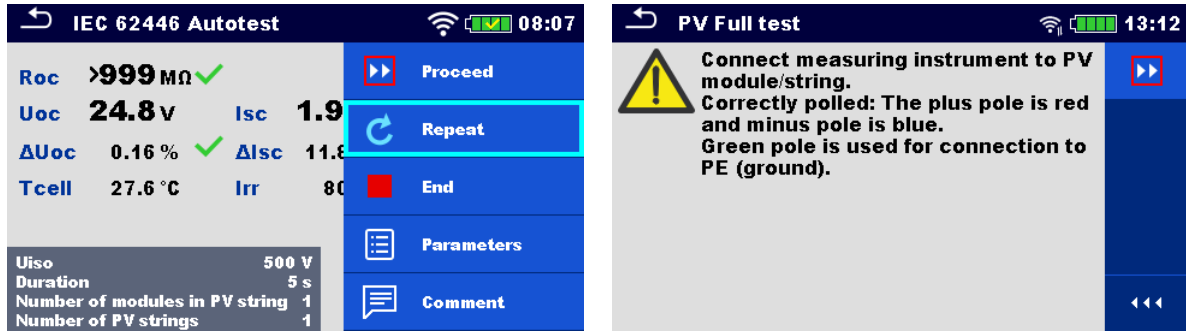 IEC 62446 Autotest 08:07
Roc >999 MΩ
Uoc 24.8 V Isc 1.9
ΔUoc 0.16 % ΔIsc 11.8
Tcell 27.6 °C Irr 80
Uiso 500 V
Duration 5 s
Number of modules in PV string 1
Number of PV strings 1
Proceed
Repeat
End
Parameters
Comment
PV Full test 13:12
Connect measuring instrument to PV
module/string.
Correctly polled: The plus pole is red
and minus pole is blue.
Green pole is used for connection to
PE (ground).